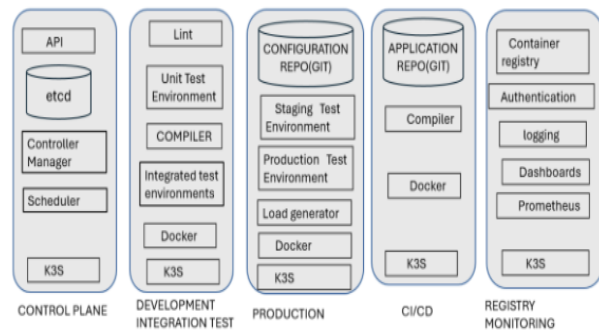 API
etcd
Controller
Manager
Scheduler
K3S
CONTROL PLANE
Lint
Unit Test
Environment
COMPILER
Integrated test
environments
Docker
K3S
DEVELOPMENT
INTEGRATION TEST
CONFIGURATION
REPO(GIT)
Staging Test
Environment
Production Test
Environment
Load generator
Docker
K3S
PRODUCTION
APPLICATION
REPO(GIT)
Compiler
Docker
K3S
CI/CD
Container
registry
Authentication
logging
Dashboards
Prometheus
K3S
REGISTRY
MONITORING